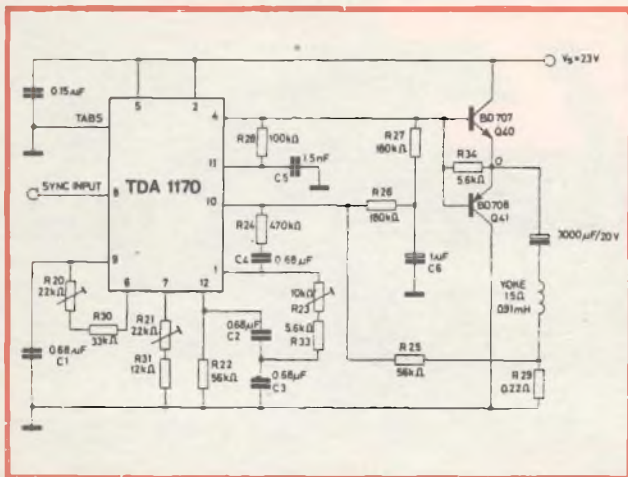 Vs=23V
0.15µF
5
2
TABS
4
BD707
Q40
R28
100kΩ
R27
180kΩ
R34
5.6kΩ
0
11
1.5nF
C5
TDA 1170
SYNC INPUT
8
BD708
Q41
10
R24
470kΩ
R26
180kΩ
3000µF/20V
C4
0.68µF
1µF
C6
9
1
R20
22kΩ
6
7
12
10kΩ
R23
YOKE
1.5Ω
0.91mH
R21
22kΩ
0.68µF
C2
R30
33kΩ
5.6kΩ
R33
R25
56kΩ
0.68µF
C1
R31
12kΩ
R22
56kΩ
0.68µF
C3
R29
0.22Ω